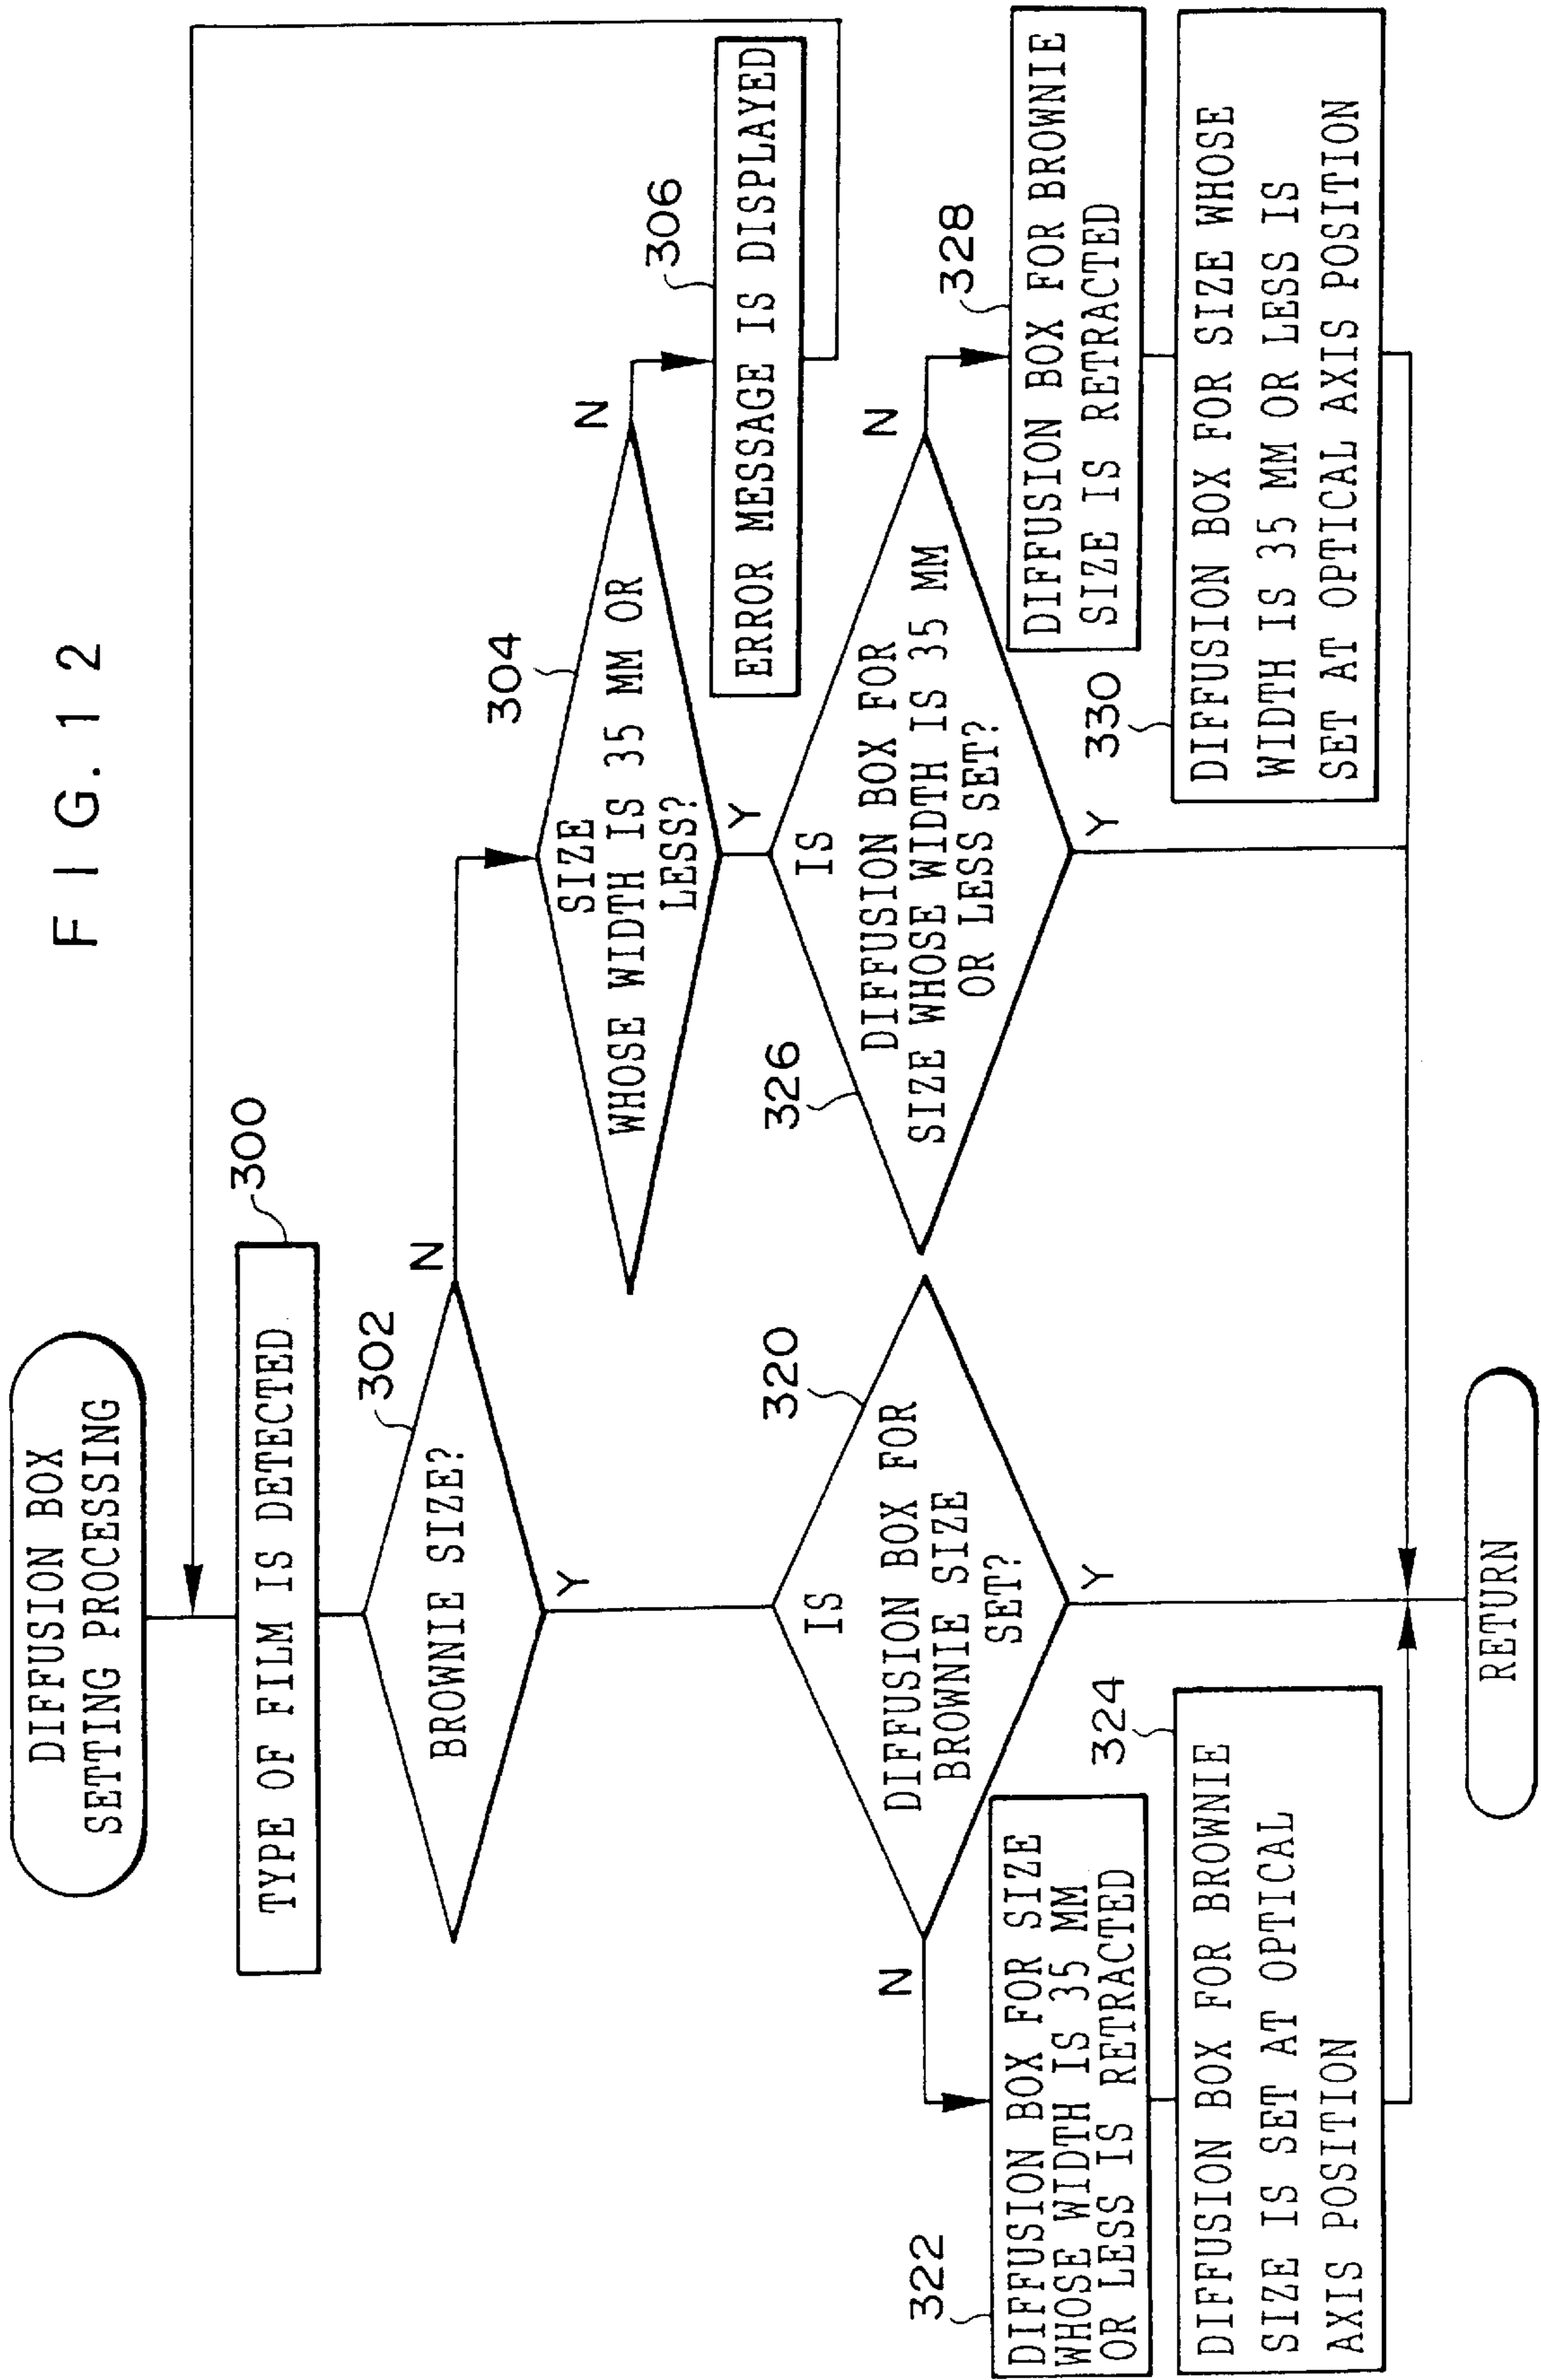 FIG.12
DIFFUSION BOX
SETTING PROCESSING
300
TYPE OF FILM IS DETECTED
302
BROWNIE SIZE?
N
Y
304
SIZE
WHOSE WIDTH IS 35 MM OR
LESS?
N
Y
306
ERROR MESSAGE IS DISPLAYED
320
IS
DIFFUSION BOX FOR
BROWNIE SIZE
SET?
N
Y
322
DIFFUSION BOX FOR SIZE
WHOSE WIDTH IS 35 MM
OR LESS IS RETRACTED
324
DIFFUSION BOX FOR BROWNIE
SIZE IS SET AT OPTICAL
AXIS POSITION
326
IS
DIFFUSION BOX FOR
SIZE WHOSE WIDTH IS 35 MM
OR LESS SET?
N
Y
328
DIFFUSION BOX FOR BROWNIE
SIZE IS RETRACTED
330
DIFFUSION BOX FOR SIZE WHOSE
WIDTH IS 35 MM OR LESS IS
SET AT OPTICAL AXIS POSITION
RETURN